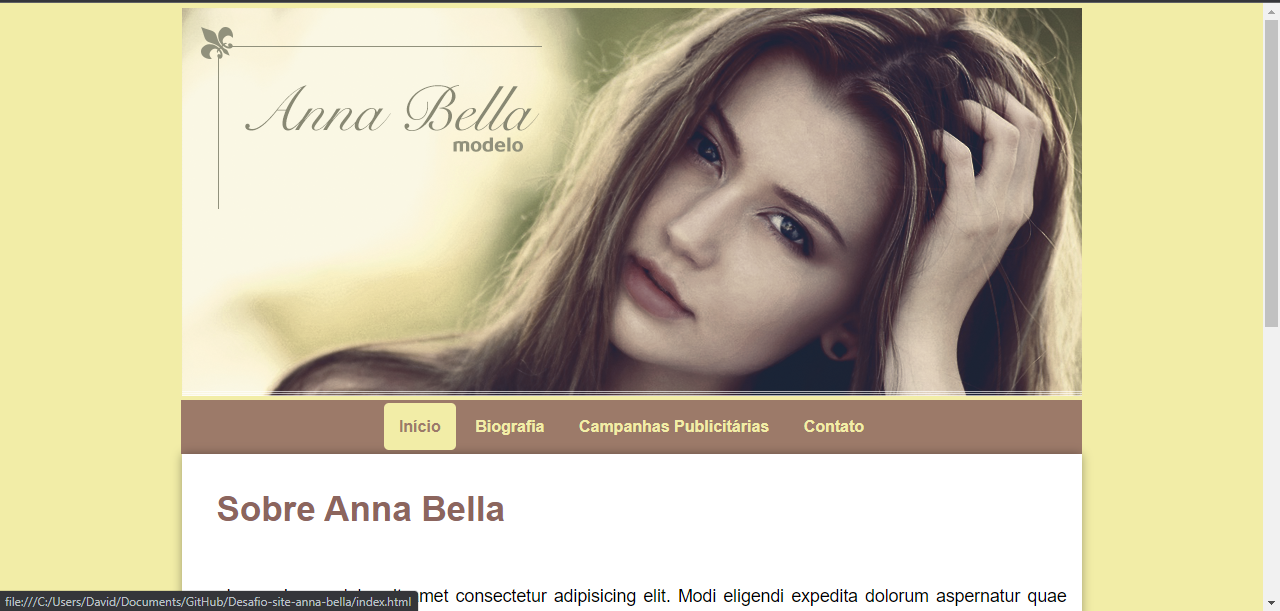 Anna Bella
modelo
Início Biografia Campanhas Publicitárias Contato
Sobre Anna Bella
met consectetur adipisicing elit. Modi eligendi expedita dolorum aspernatur quae
file:///C:/Users/David/Documents/GitHub/Desafio-site-anna-bella/index.html